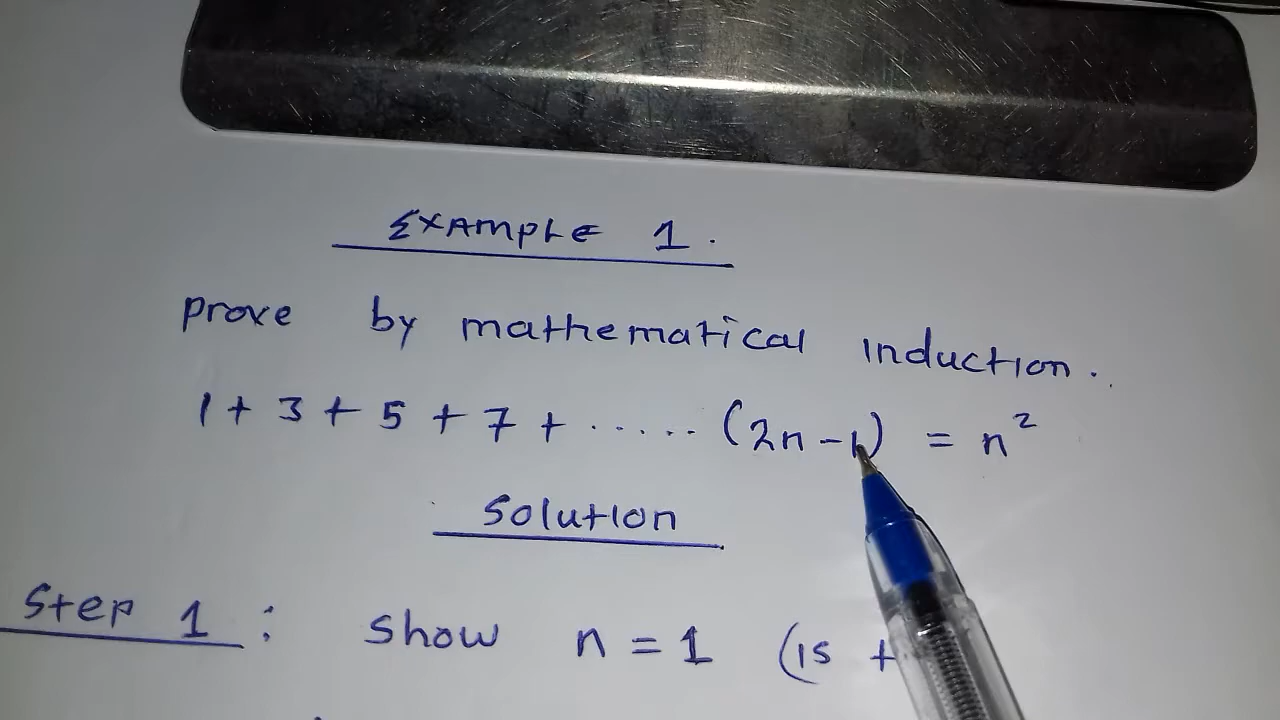 EXAMPLE 1.
prove by mathematical induction.
1 + 3 + 5 + 7 + ...... (2n - 1) = n²
Solution
Step 1 : Show n = 1 (is